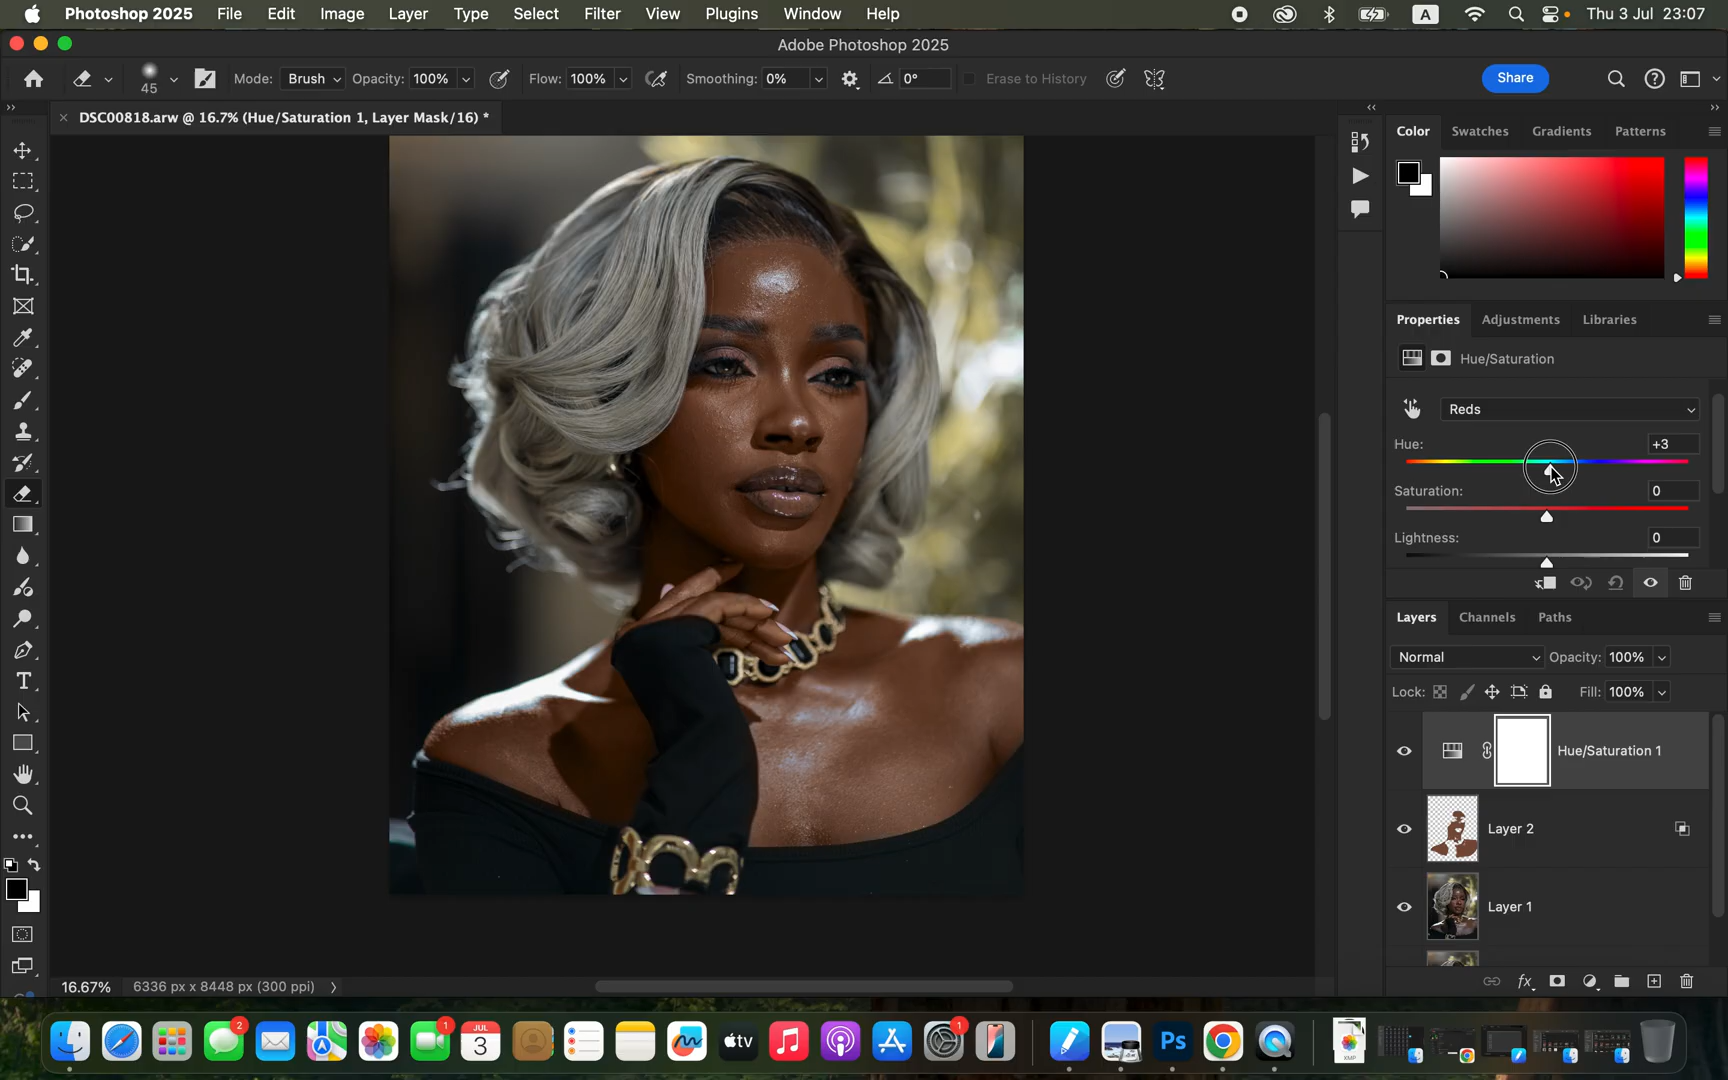 Photoshop 2025 File Edit Image Layer Type Select Filter View Plugins Window Help A Thu 3 Jul 23:07
Adobe Photoshop 2025
45 Mode: Brush Opacity: 100% Flow: 100% Smoothing: 0% 0° Erase to History Share
× DSC00818.arw @ 16.7% (Hue/Saturation 1, Layer Mask/16) *
Color Swatches Gradients Patterns
Properties Adjustments Libraries
Hue/Saturation
Reds
Hue: +3
Saturation: 0
Lightness: 0
Layers Channels Paths
Normal Opacity: 100%
Lock: Fill: 100%
Hue/Saturation 1
Layer 2
Layer 1
fx
T
16.67% 6336 px x 8448 px (300 ppi)
2 1 JUL 3 tv 1 Ps XMP